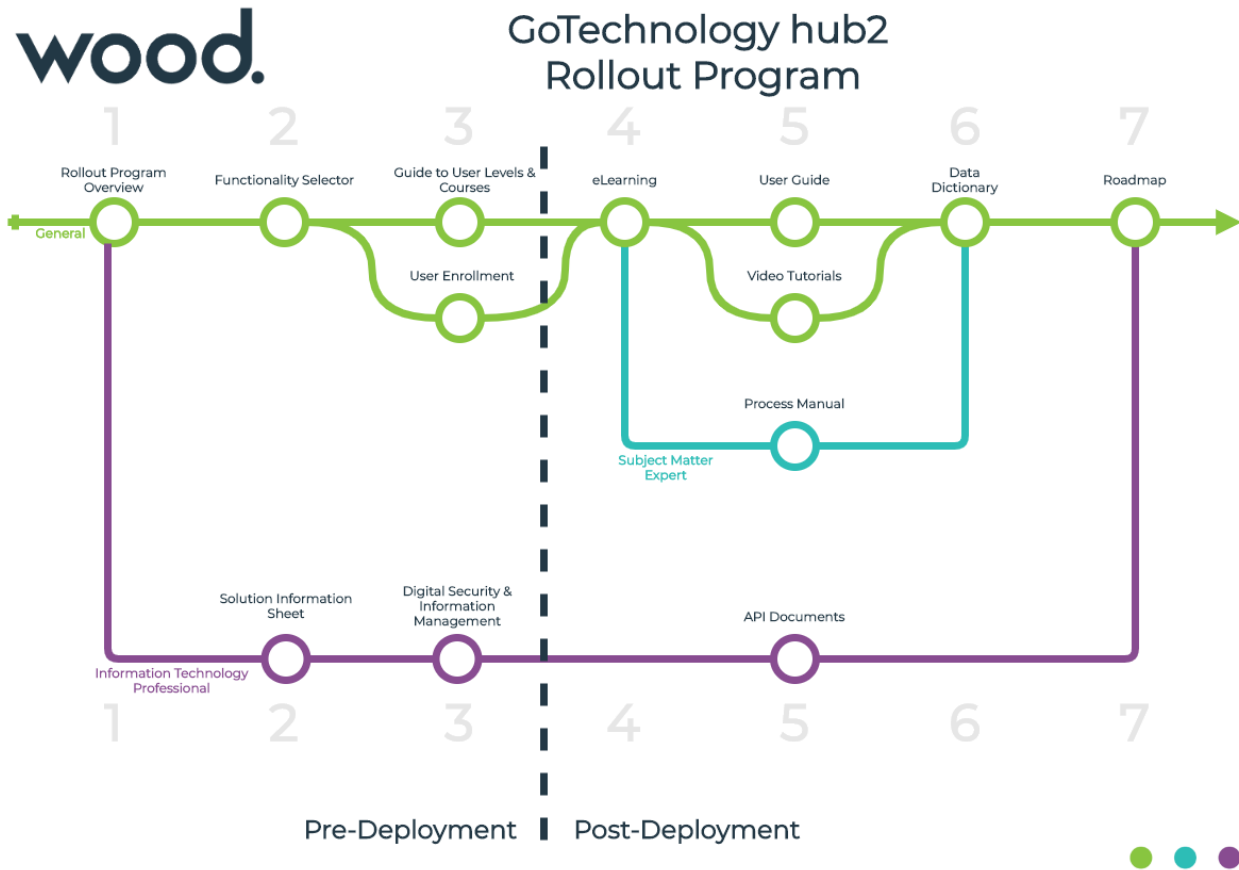 wood.
GoTechnology hub2
Rollout Program
1 2 3 4 5 6 7
Rollout Program
Overview
Functionality Selector
Guide to User Levels &
Courses
eLearning
User Guide
Data
Dictionary
Roadmap
General
User Enrollment
Video Tutorials
Process Manual
Subject Matter
Expert
Solution Information
Sheet
Digital Security &
Information
Management
API Documents
Information Technology
Professional
1 2 3 4 5 6 7
Pre-Deployment
Post-Deployment